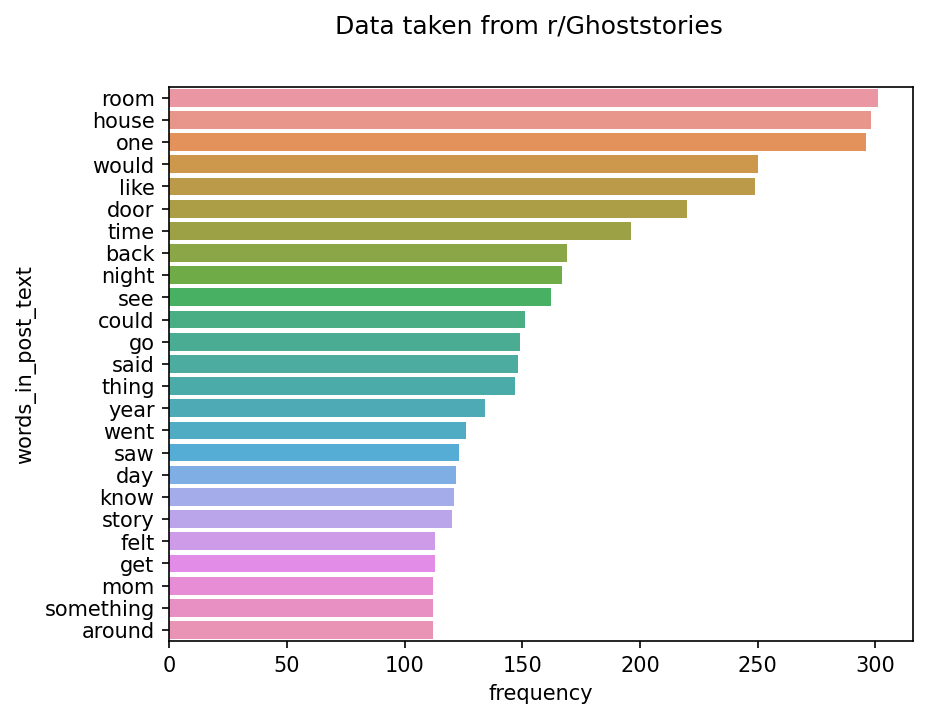 Data taken from r/Ghoststories
room
house
one
would
like
door
time
back
night
see
could
go
said
thing
year
went
saw
day
know
story
felt
get
mom
something
around
words_in_post_text
0 50 100 150 200 250 300
frequency